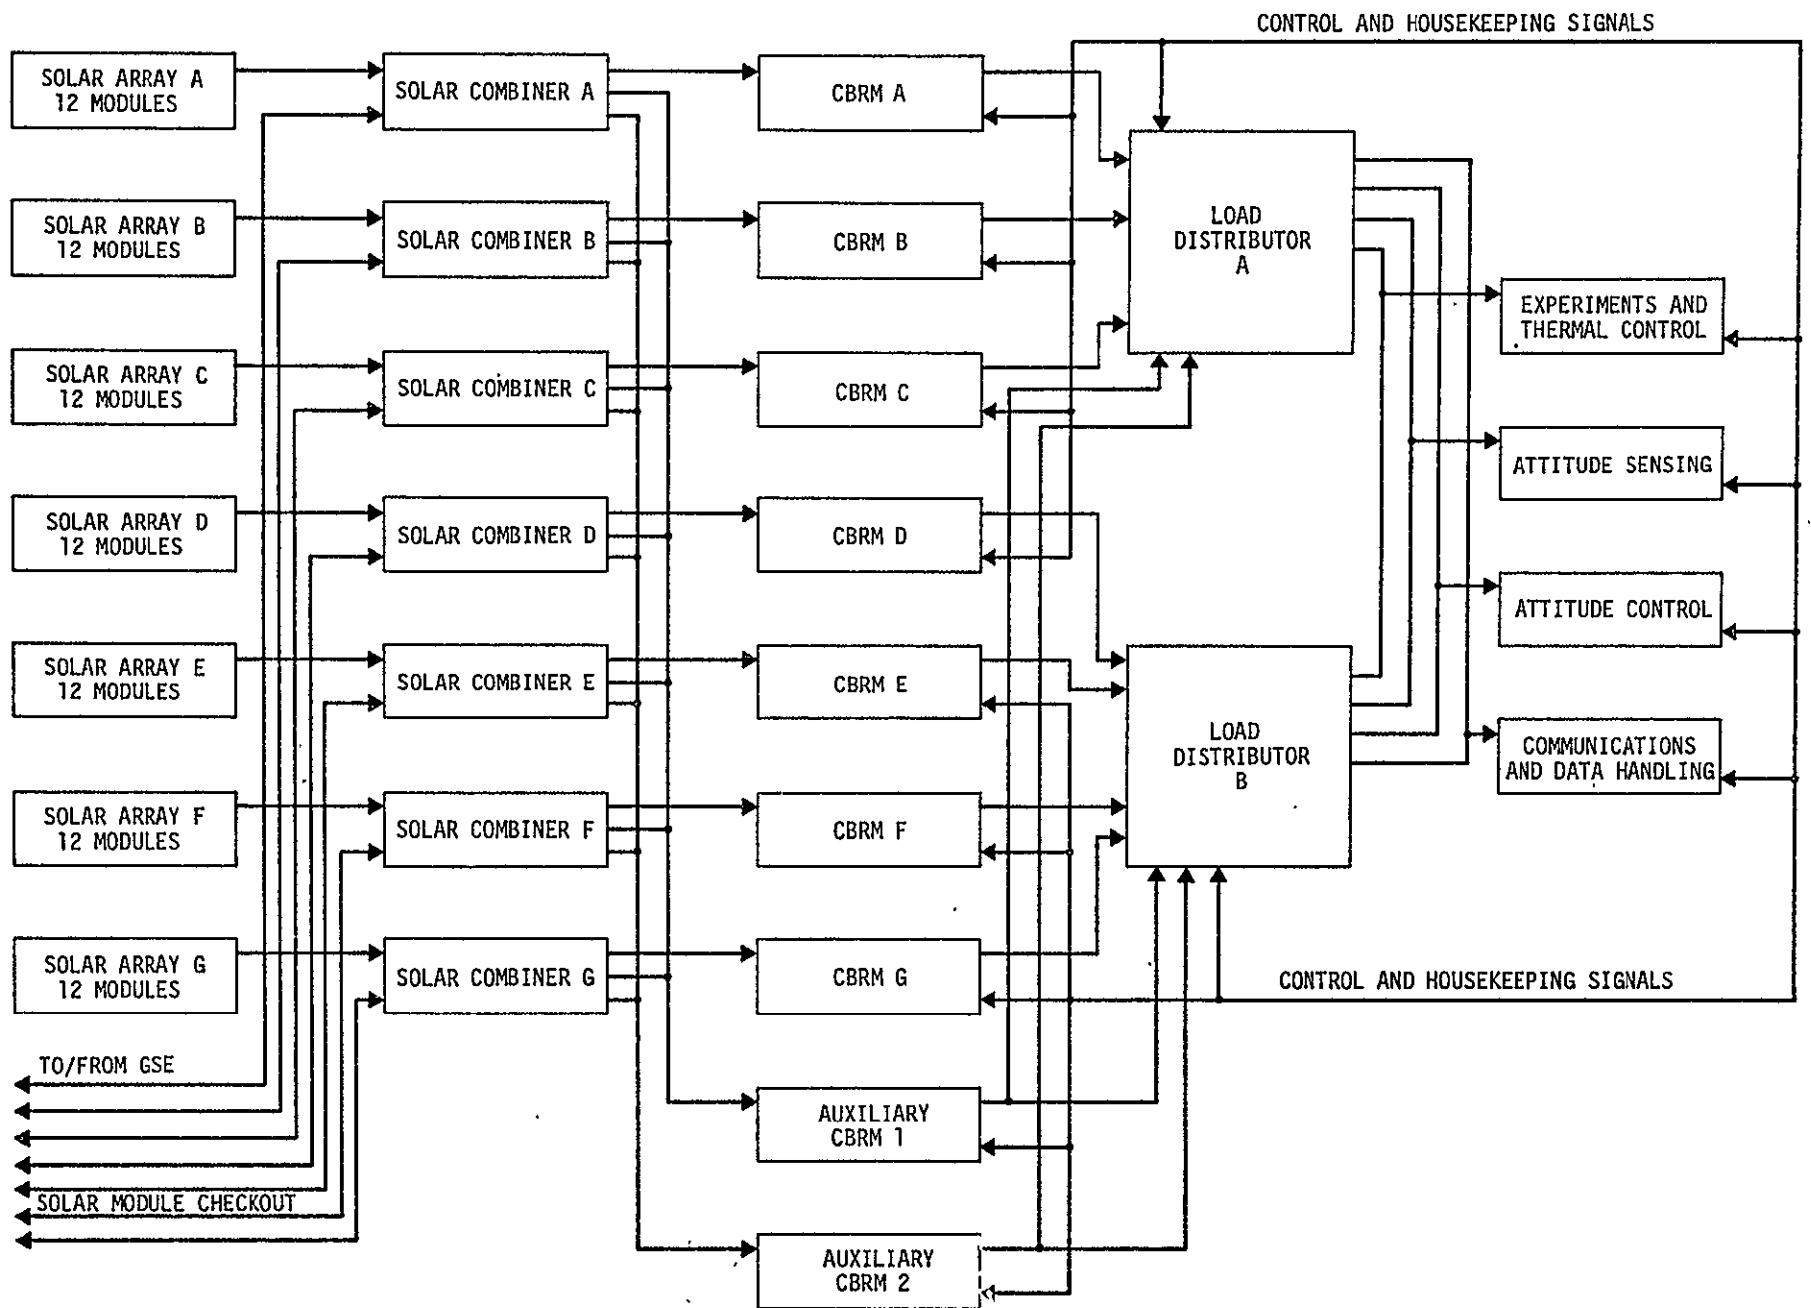 CONTROL AND HOUSEKEEPING SIGNALS
SOLAR ARRAY A
12 MODULES
SOLAR COMBINER A
CBRM A
SOLAR ARRAY B
12 MODULES
SOLAR COMBINER B
CBRM B
LOAD
DISTRIBUTOR
A
EXPERIMENTS AND
THERMAL CONTROL
SOLAR ARRAY C
12 MODULES
SOLAR COMBINER C
CBRM C
ATTITUDE SENSING
SOLAR ARRAY D
12 MODULES
SOLAR COMBINER D
CBRM D
ATTITUDE CONTROL
SOLAR ARRAY E
12 MODULES
SOLAR COMBINER E
CBRM E
LOAD
DISTRIBUTOR
B
COMMUNICATIONS
AND DATA HANDLING
SOLAR ARRAY F
12 MODULES
SOLAR COMBINER F
CBRM F
SOLAR ARRAY G
12 MODULES
SOLAR COMBINER G
CBRM G
CONTROL AND HOUSEKEEPING SIGNALS
TO/FROM GSE
AUXILIARY
CBRM 1
SOLAR MODULE CHECKOUT
AUXILIARY
CBRM 2